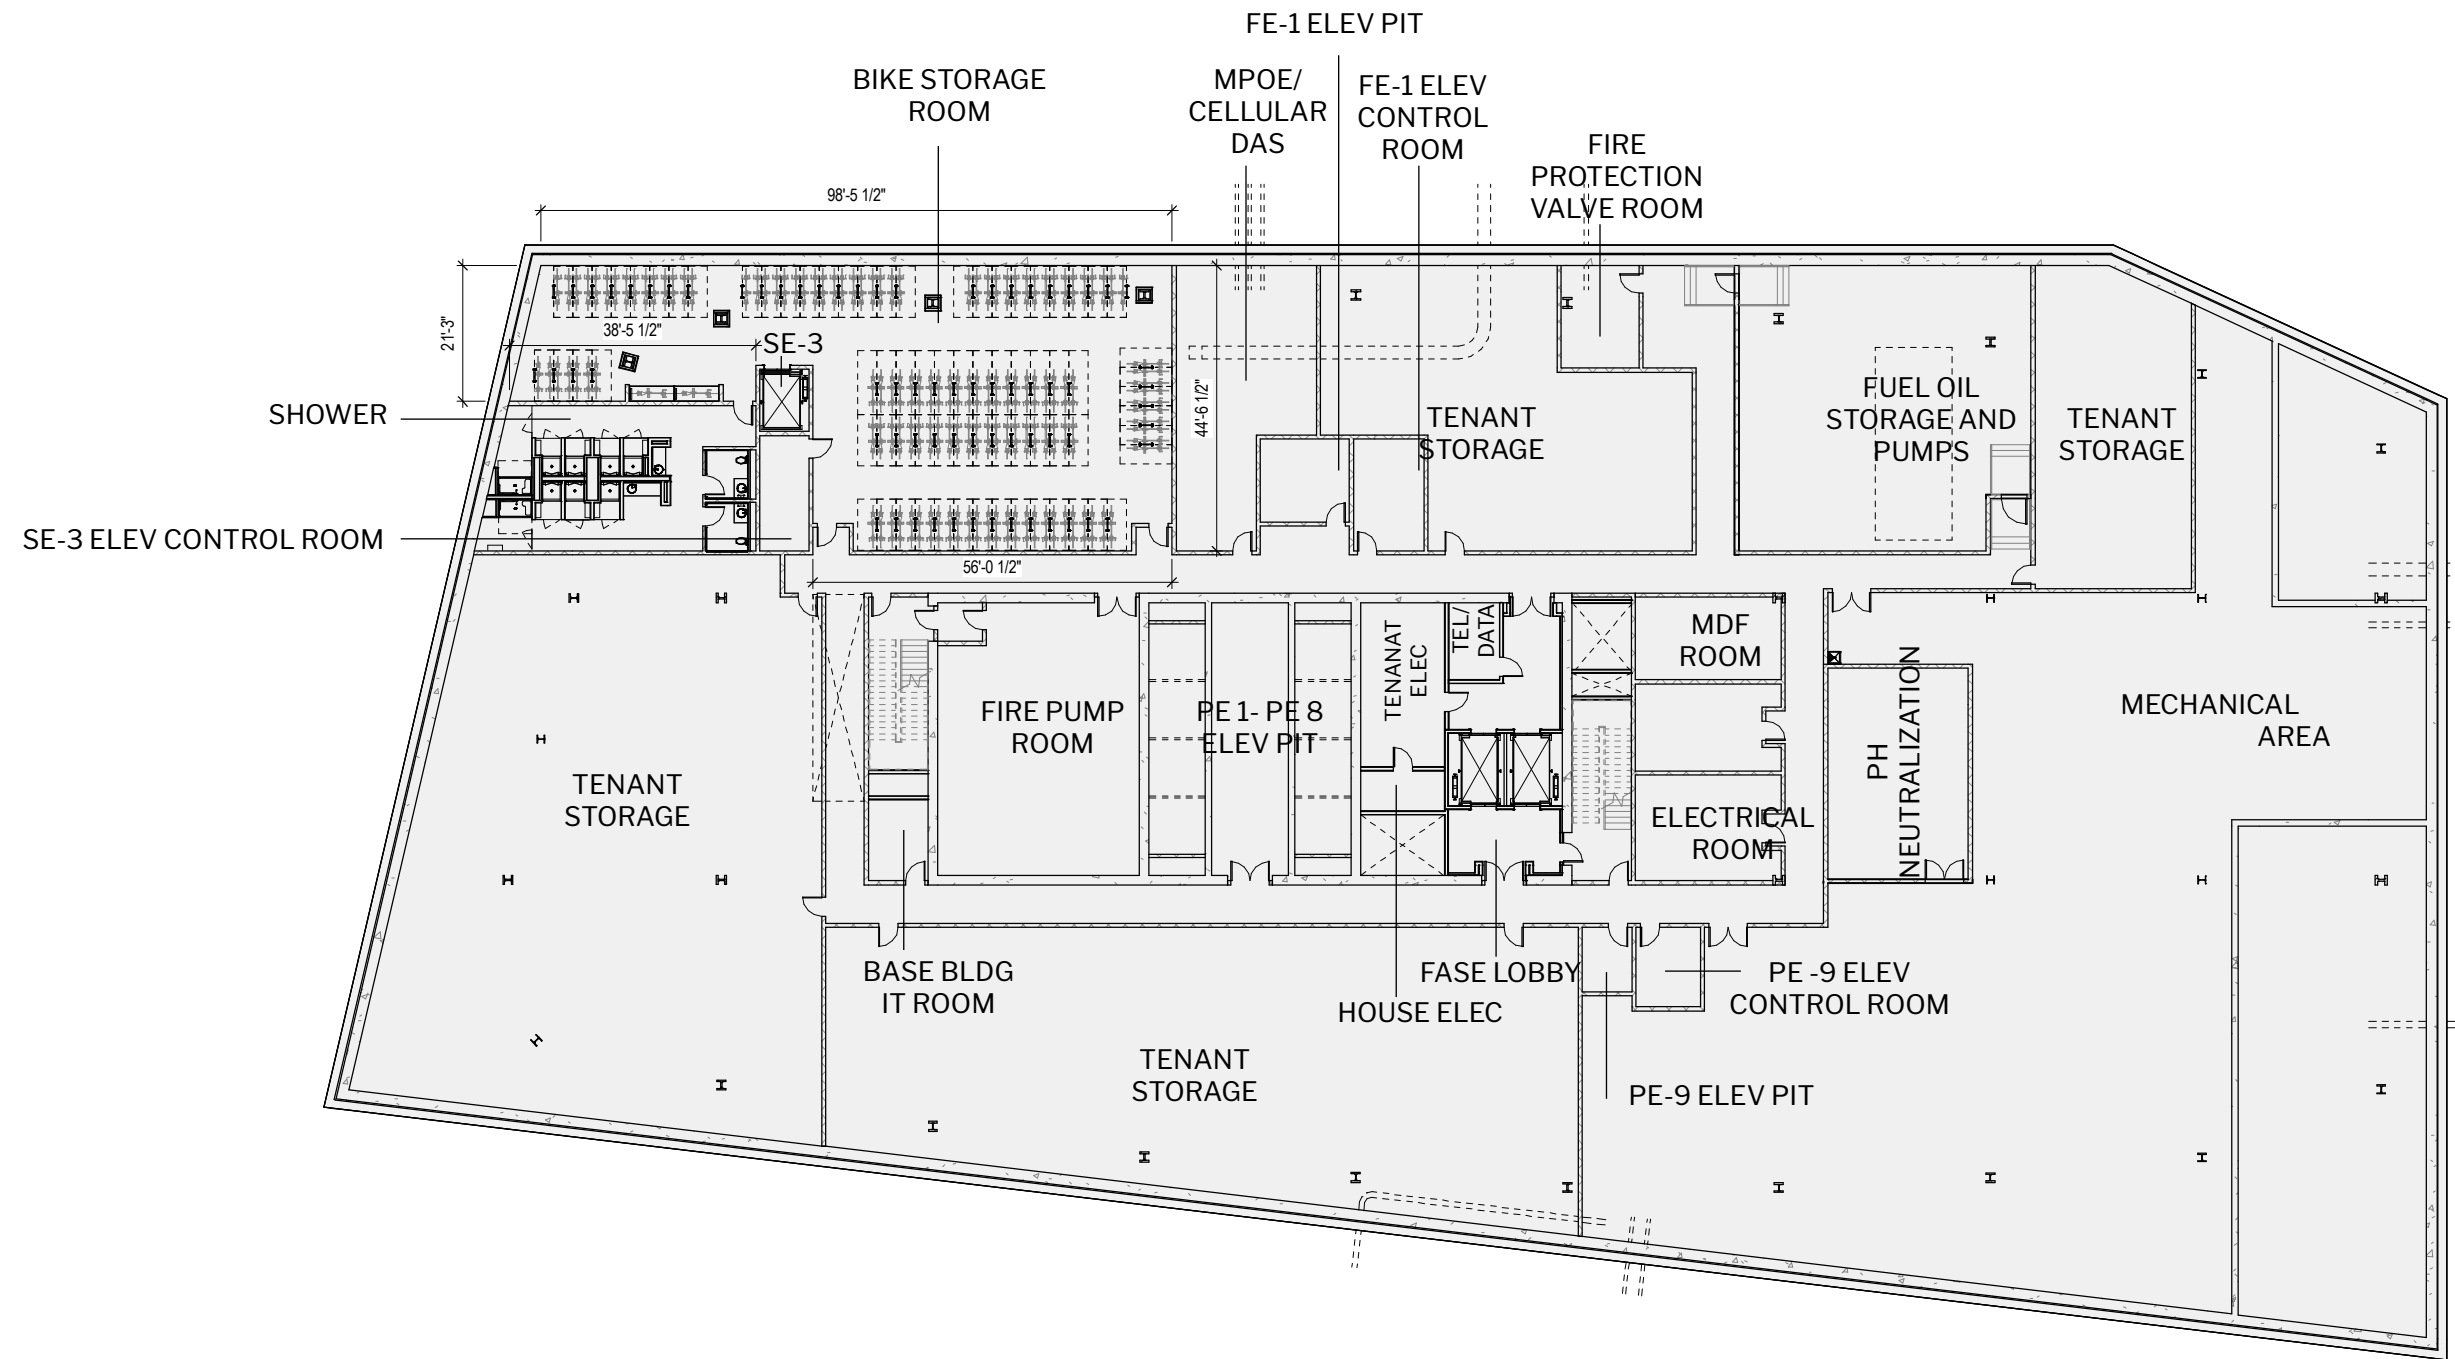 FE-1 ELEV PIT
BIKE STORAGE
ROOM
MPOE/
CELLULAR
DAS
FE-1 ELEV
CONTROL
ROOM
FIRE
PROTECTION
VALVE ROOM
98'-5 1/2"
21'-3"
38'-5 1/2"
SE-3
44'-6 1/2"
SHOWER
TENANT
STORAGE
FUEL OIL
STORAGE AND
PUMPS
TENANT
STORAGE
SE-3 ELEV CONTROL ROOM
56'-0 1/2"
TENANAT
ELEC
TEL/
DATA
MDF
ROOM
PH
NEUTRALIZATION
MECHANICAL
AREA
FIRE PUMP
ROOM
PE 1- PE 8
ELEV PIT
TENANT
STORAGE
ELECTRICAL
ROOM
BASE BLDG
IT ROOM
FASE LOBBY
HOUSE ELEC
PE -9 ELEV
CONTROL ROOM
TENANT
STORAGE
PE-9 ELEV PIT